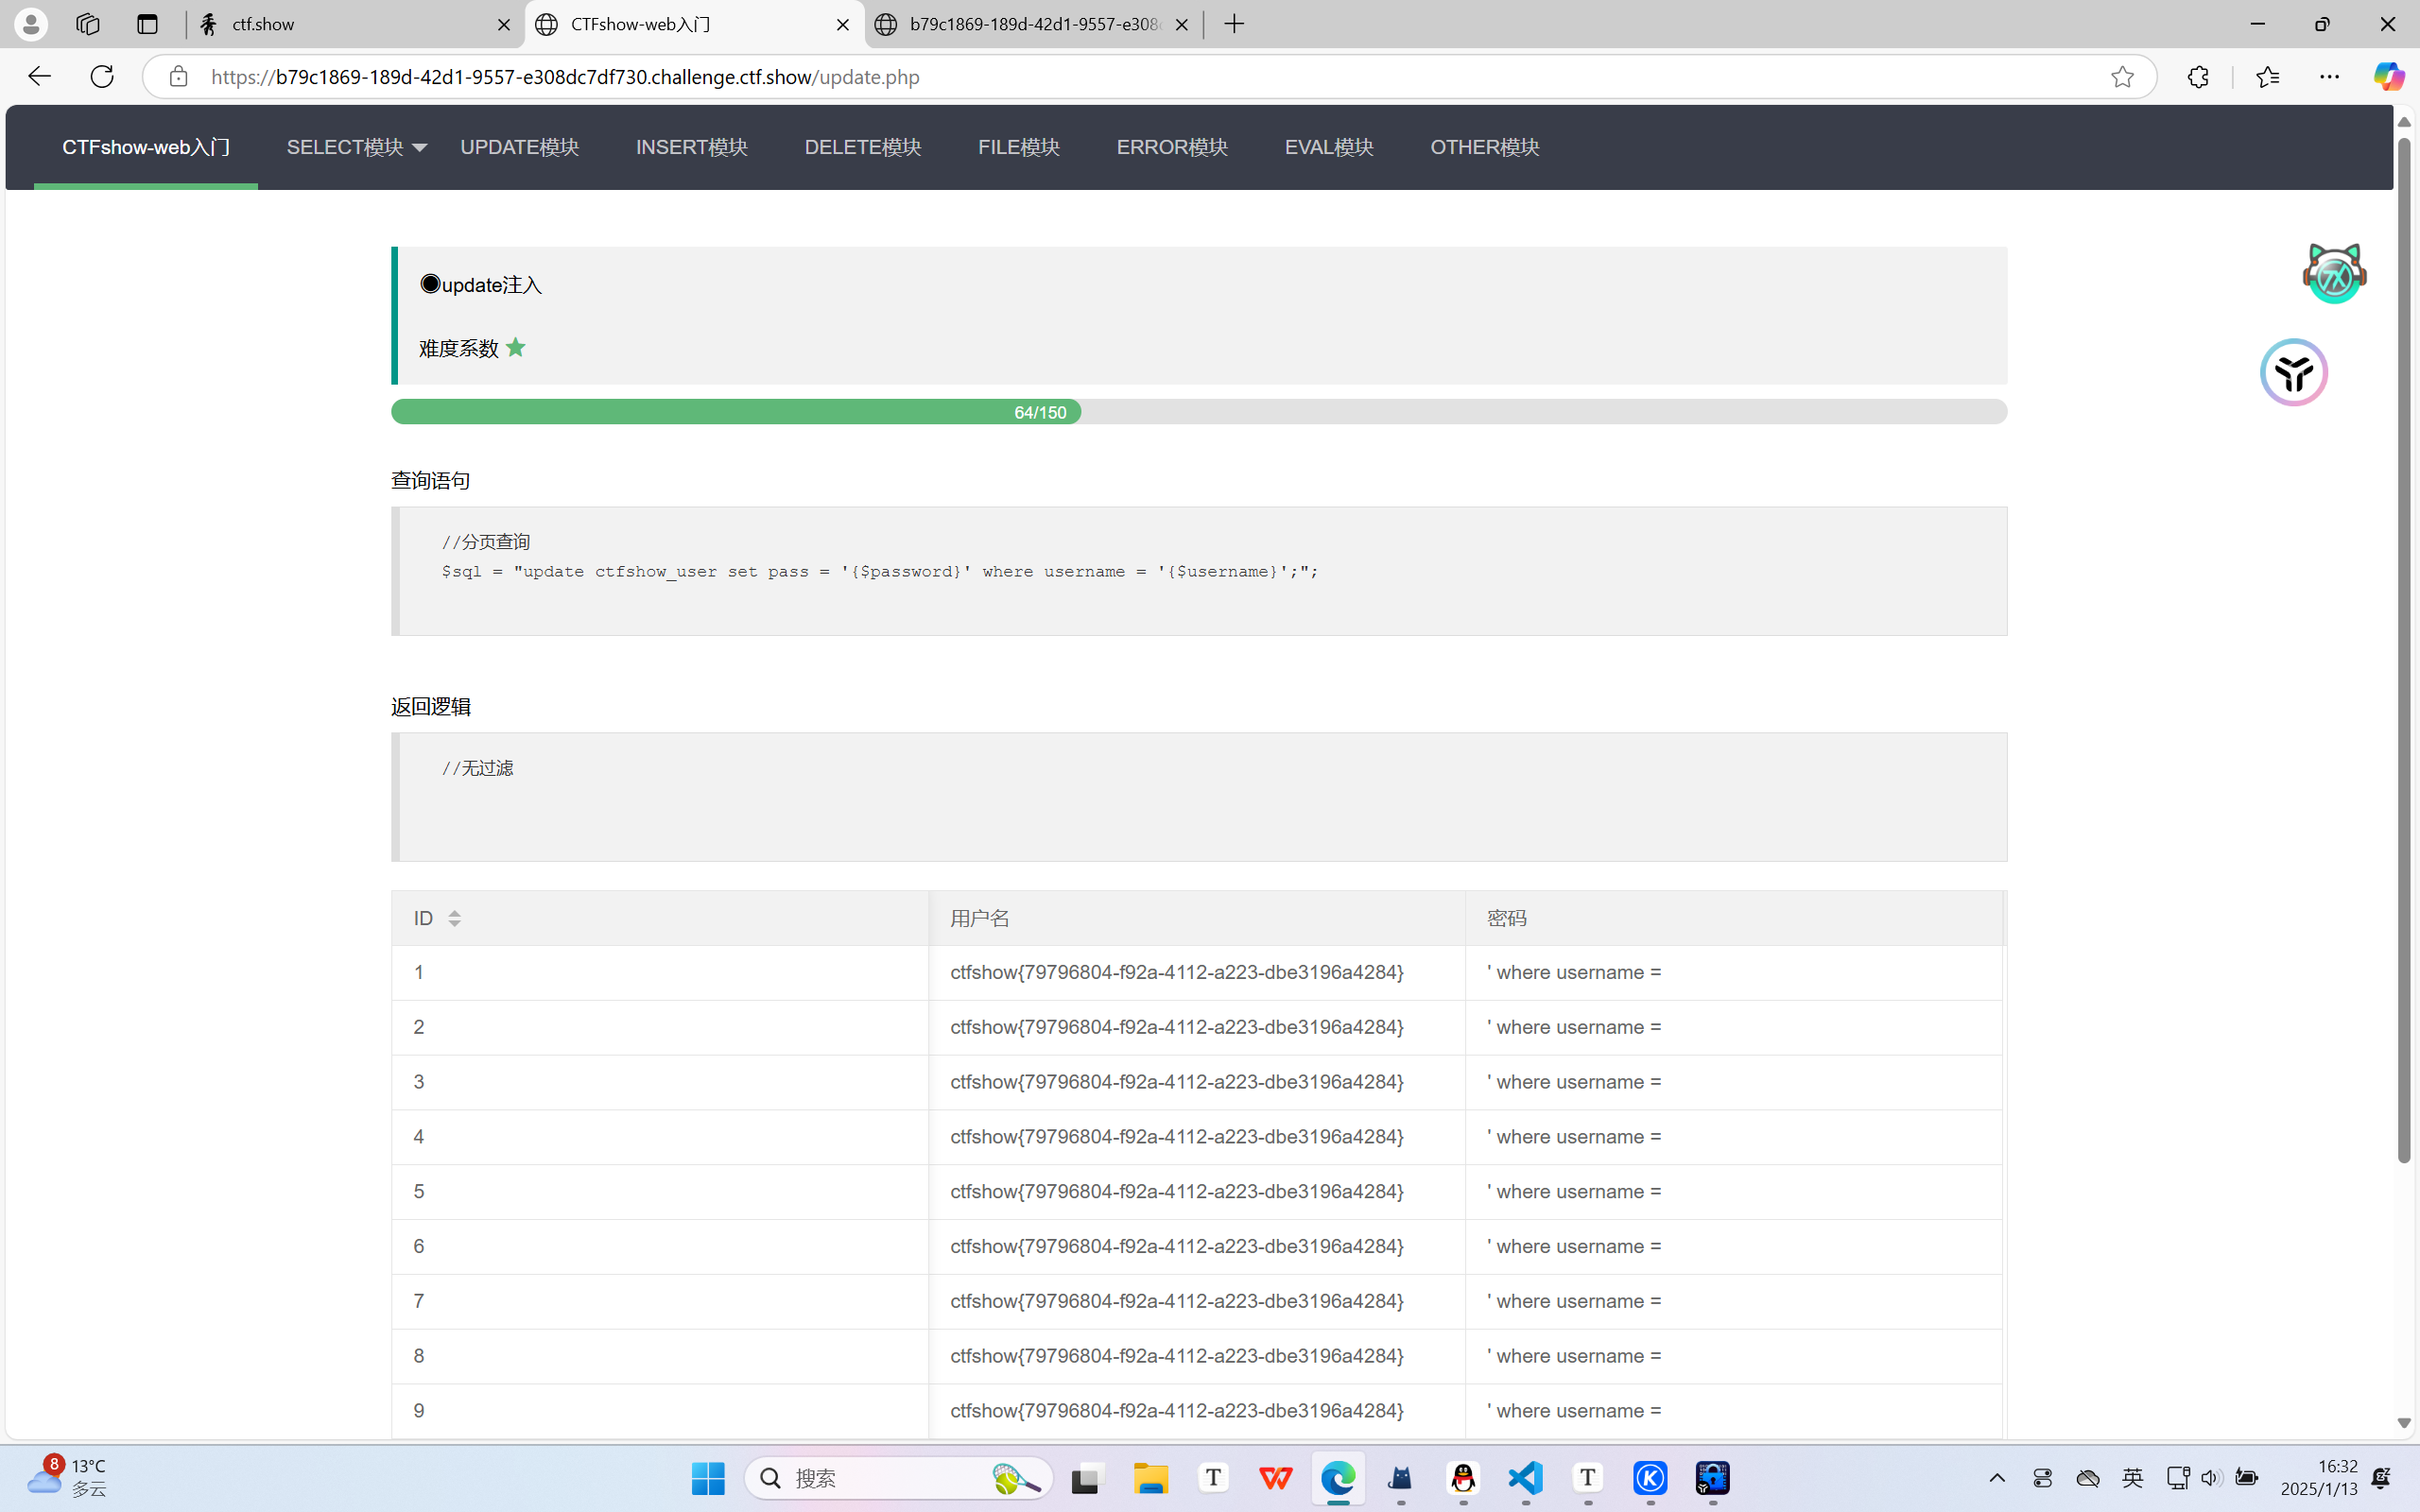 ctf.show
CTFshow-web入门
b79c1869-189d-42d1-9557-e308
https://b79c1869-189d-42d1-9557-e308dc7df730.challenge.ctf.show/update.php
CTFshow-web入门 SELECT模块 UPDATE模块 INSERT模块 DELETE模块 FILE模块 ERROR模块 EVAL模块 OTHER模块
◉update注入
难度系数
64/150
查询语句
//分页查询
$sql = "update ctfshow_user set pass = '{$password}' where username = '{$username}';";
返回逻辑
//无过滤
ID 用户名 密码
1 ctfshow{79796804-f92a-4112-a223-dbe3196a4284} ' where username =
2 ctfshow{79796804-f92a-4112-a223-dbe3196a4284} ' where username =
3 ctfshow{79796804-f92a-4112-a223-dbe3196a4284} ' where username =
4 ctfshow{79796804-f92a-4112-a223-dbe3196a4284} ' where username =
5 ctfshow{79796804-f92a-4112-a223-dbe3196a4284} ' where username =
6 ctfshow{79796804-f92a-4112-a223-dbe3196a4284} ' where username =
7 ctfshow{79796804-f92a-4112-a223-dbe3196a4284} ' where username =
8 ctfshow{79796804-f92a-4112-a223-dbe3196a4284} ' where username =
9 ctfshow{79796804-f92a-4112-a223-dbe3196a4284} ' where username =
8 13°C
多云
搜索
英
16:32
2025/1/13